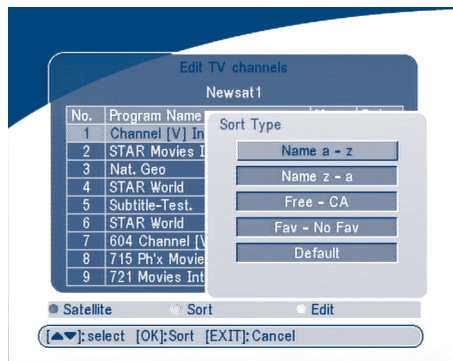 Edit TV channels
Newsat1
No. Program Name
1 Channel [V] In
2 STAR Movies I
3 Nat. Geo
4 STAR World
5 Subtitle-Test.
6 STAR World
7 604 Channel [V
8 715 Ph'x Movie
9 721 Movies Int
Sort Type
Name a - z
Name z - a
Free - CA
Fav - No Fav
Default
Satellite Sort Edit
[▲▼]: select [OK]:Sort [EXIT]: Cancel